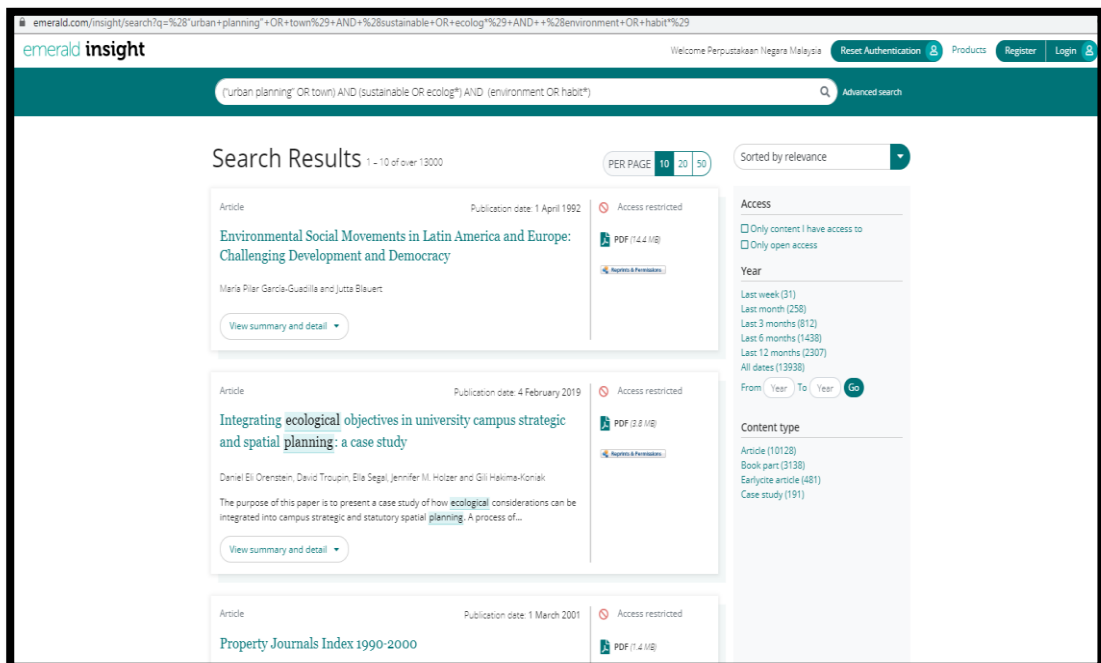 emerald.com/insight/search?q=%28"urban+planning"+OR+town%29+AND+%28sustainable+OR+ecolog*%29+AND++%28environment+OR+habit*%29
emerald insight
Welcome Perpustakaan Negara Malaysia
Reset Authentication
Products
Register
Login
("urban planning" OR town) AND (sustainable OR ecolog*) AND (environment OR habit*)
Advanced search
Search Results 1 – 10 of over 13000
PER PAGE 10 20 50
Sorted by relevance
Article
Publication date: 1 April 1992
Environmental Social Movements in Latin America and Europe:
Challenging Development and Democracy
María Pilar García-Guadilla and Jutta Blauert
View summary and detail
Access restricted
PDF (14.4 MB)
Reprints & Permissions
Article
Publication date: 4 February 2019
Integrating ecological objectives in university campus strategic
and spatial planning: a case study
Daniel Eli Orenstein, David Troupin, Ella Segal, Jennifer M. Holzer and Gili Hakima-Koniak
The purpose of this paper is to present a case study of how ecological considerations can be
integrated into campus strategic and statutory spatial planning. A process of...
View summary and detail
Access restricted
PDF (3.8 MB)
Reprints & Permissions
Article
Publication date: 1 March 2001
Property Journals Index 1990-2000
Access restricted
PDF (1.4 MB)
Access
Only content I have access to
Only open access
Year
Last week (31)
Last month (258)
Last 3 months (812)
Last 6 months (1438)
Last 12 months (2307)
All dates (13938)
From Year To Year Go
Content type
Article (10128)
Book part (3138)
Earlycite article (481)
Case study (191)